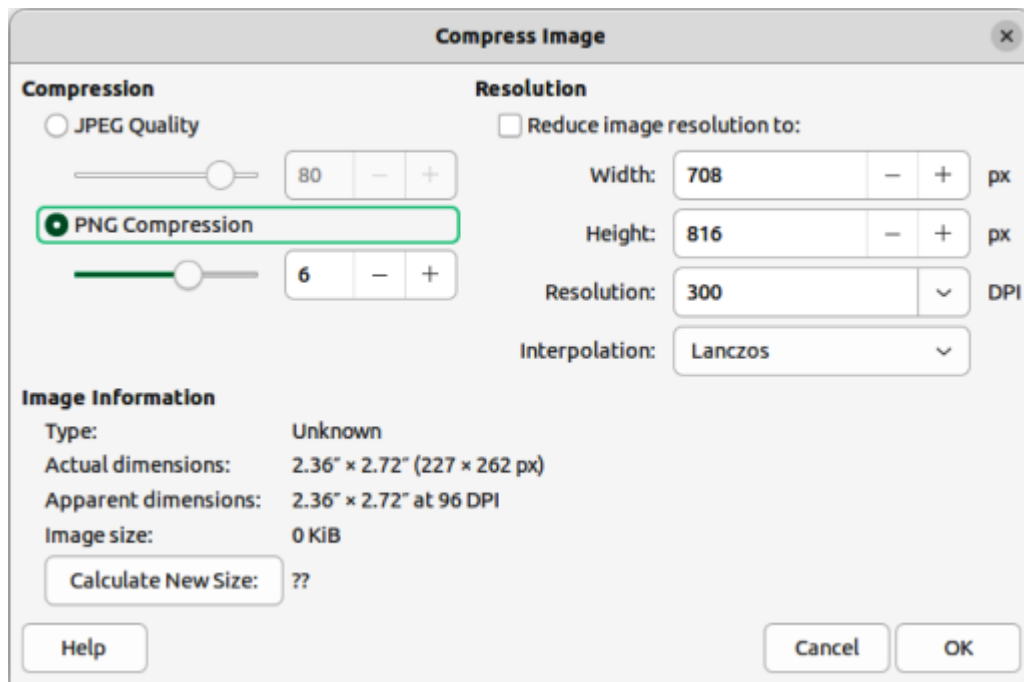 Compress Image
Compression
JPEG Quality
80
PNG Compression
6
Resolution
Reduce image resolution to:
Width: 708 px
Height: 816 px
Resolution: 300 DPI
Interpolation: Lanczos
Image Information
Type: Unknown
Actual dimensions: 2.36″ × 2.72″ (227 × 262 px)
Apparent dimensions: 2.36″ × 2.72″ at 96 DPI
Image size: 0 KiB
Calculate New Size: ??
Help Cancel OK